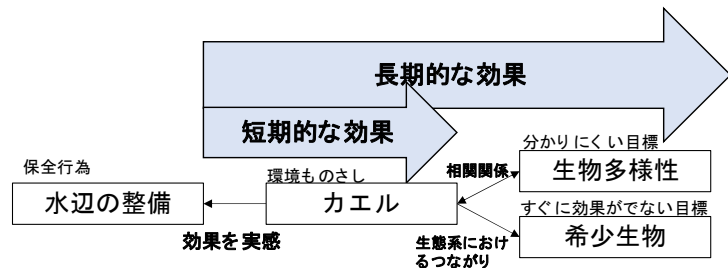 長期的な効果
短期的な効果
保全行為
水辺の整備
効果を実感
環境ものさし
カエル
相関関係
生態系におけ
るつながり
分かりにくい目標
生物多様性
すぐに効果がでない目標
希少生物